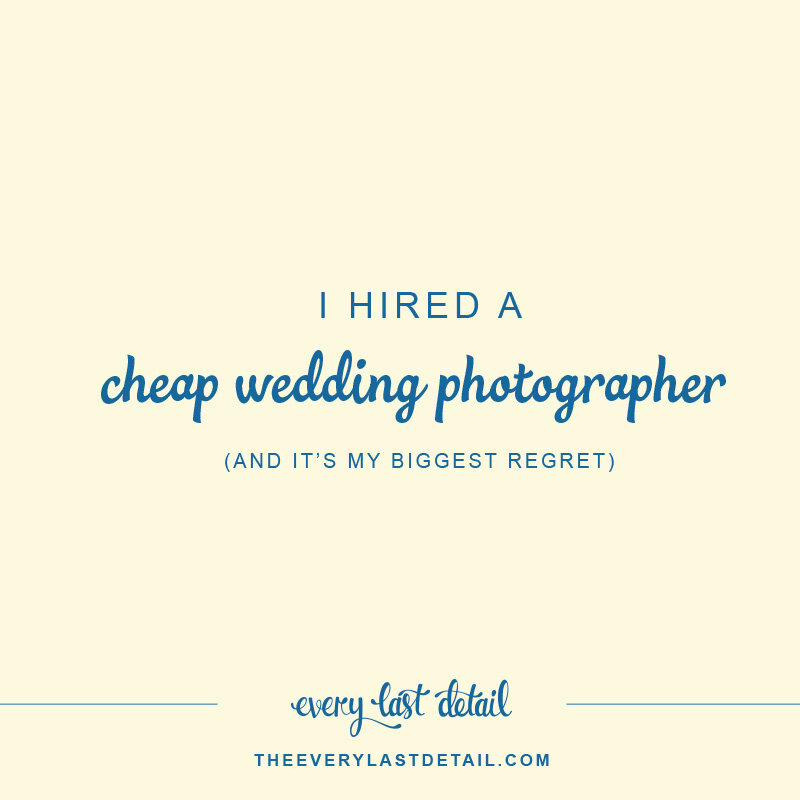 I HIRED A
cheap wedding photographer
(AND IT’S MY BIGGEST REGRET)
every last detail
THEEVERYLASTDETAIL.COM